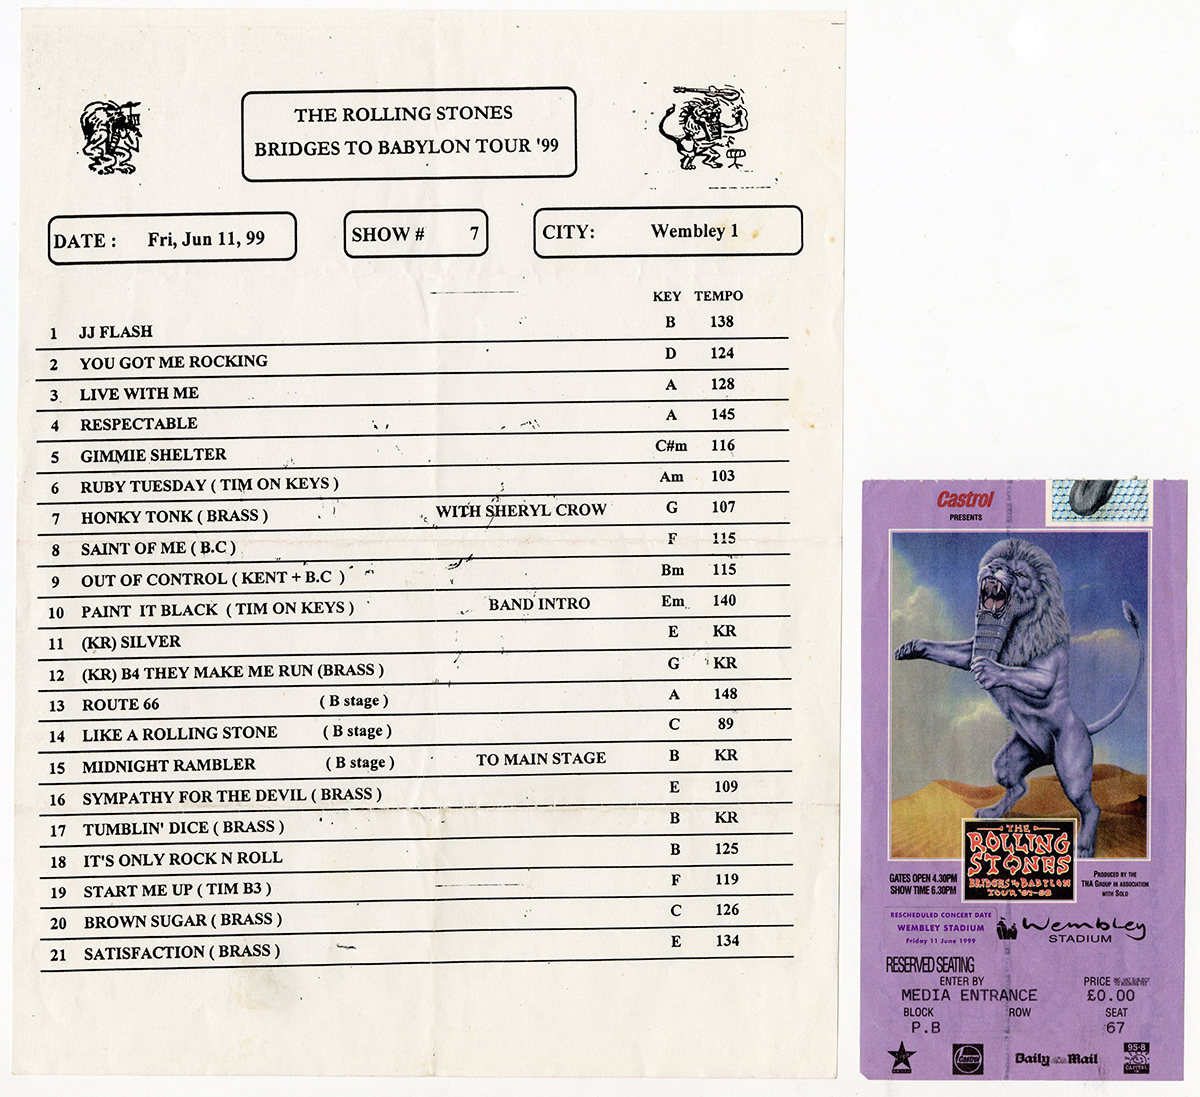 THE ROLLING STONES
BRIDGES TO BABYLON TOUR '99
DATE : Fri, Jun 11, 99
SHOW # 7
CITY: Wembley 1
KEY TEMPO
1 JJ FLASH B 138
2 YOU GOT ME ROCKING D 124
3 LIVE WITH ME A 128
4 RESPECTABLE A 145
5 GIMMIE SHELTER C#m 116
6 RUBY TUESDAY ( TIM ON KEYS ) Am 103
7 HONKY TONK ( BRASS ) WITH SHERYL CROW G 107
8 SAINT OF ME ( B.C ) F 115
9 OUT OF CONTROL ( KENT + B.C ) Bm 115
10 PAINT IT BLACK ( TIM ON KEYS ) BAND INTRO Em 140
11 (KR) SILVER E KR
12 (KR) B4 THEY MAKE ME RUN (BRASS ) G KR
13 ROUTE 66 ( B stage ) A 148
14 LIKE A ROLLING STONE ( B stage ) C 89
15 MIDNIGHT RAMBLER ( B stage ) TO MAIN STAGE B KR
16 SYMPATHY FOR THE DEVIL ( BRASS ) E 109
17 TUMBLIN' DICE ( BRASS ) B KR
18 IT'S ONLY ROCK N ROLL B 125
19 START ME UP ( TIM B3 ) F 119
20 BROWN SUGAR ( BRASS ) C 126
21 SATISFACTION ( BRASS ) E 134
Castrol
PRESENTS
THE
ROLLING
STONES
BRIDGES TO BABYLON
TOUR '97-98
GATES OPEN 4.30PM
SHOW TIME 6.30PM
PRODUCED BY THE
TNA GROUP IN ASSOCIATION
WITH SOLO
RESCHEDULED CONCERT DATE
WEMBLEY STADIUM
Friday 11 June 1999
Wembley
STADIUM
RESERVED SEATING
ENTER BY
MEDIA ENTRANCE
PRICE INC VAT SUBJECT
TO BOOKING FEE
£0.00
BLOCK ROW SEAT
P.B 67
Castrol
Daily Mail
95·8
CAPITAL